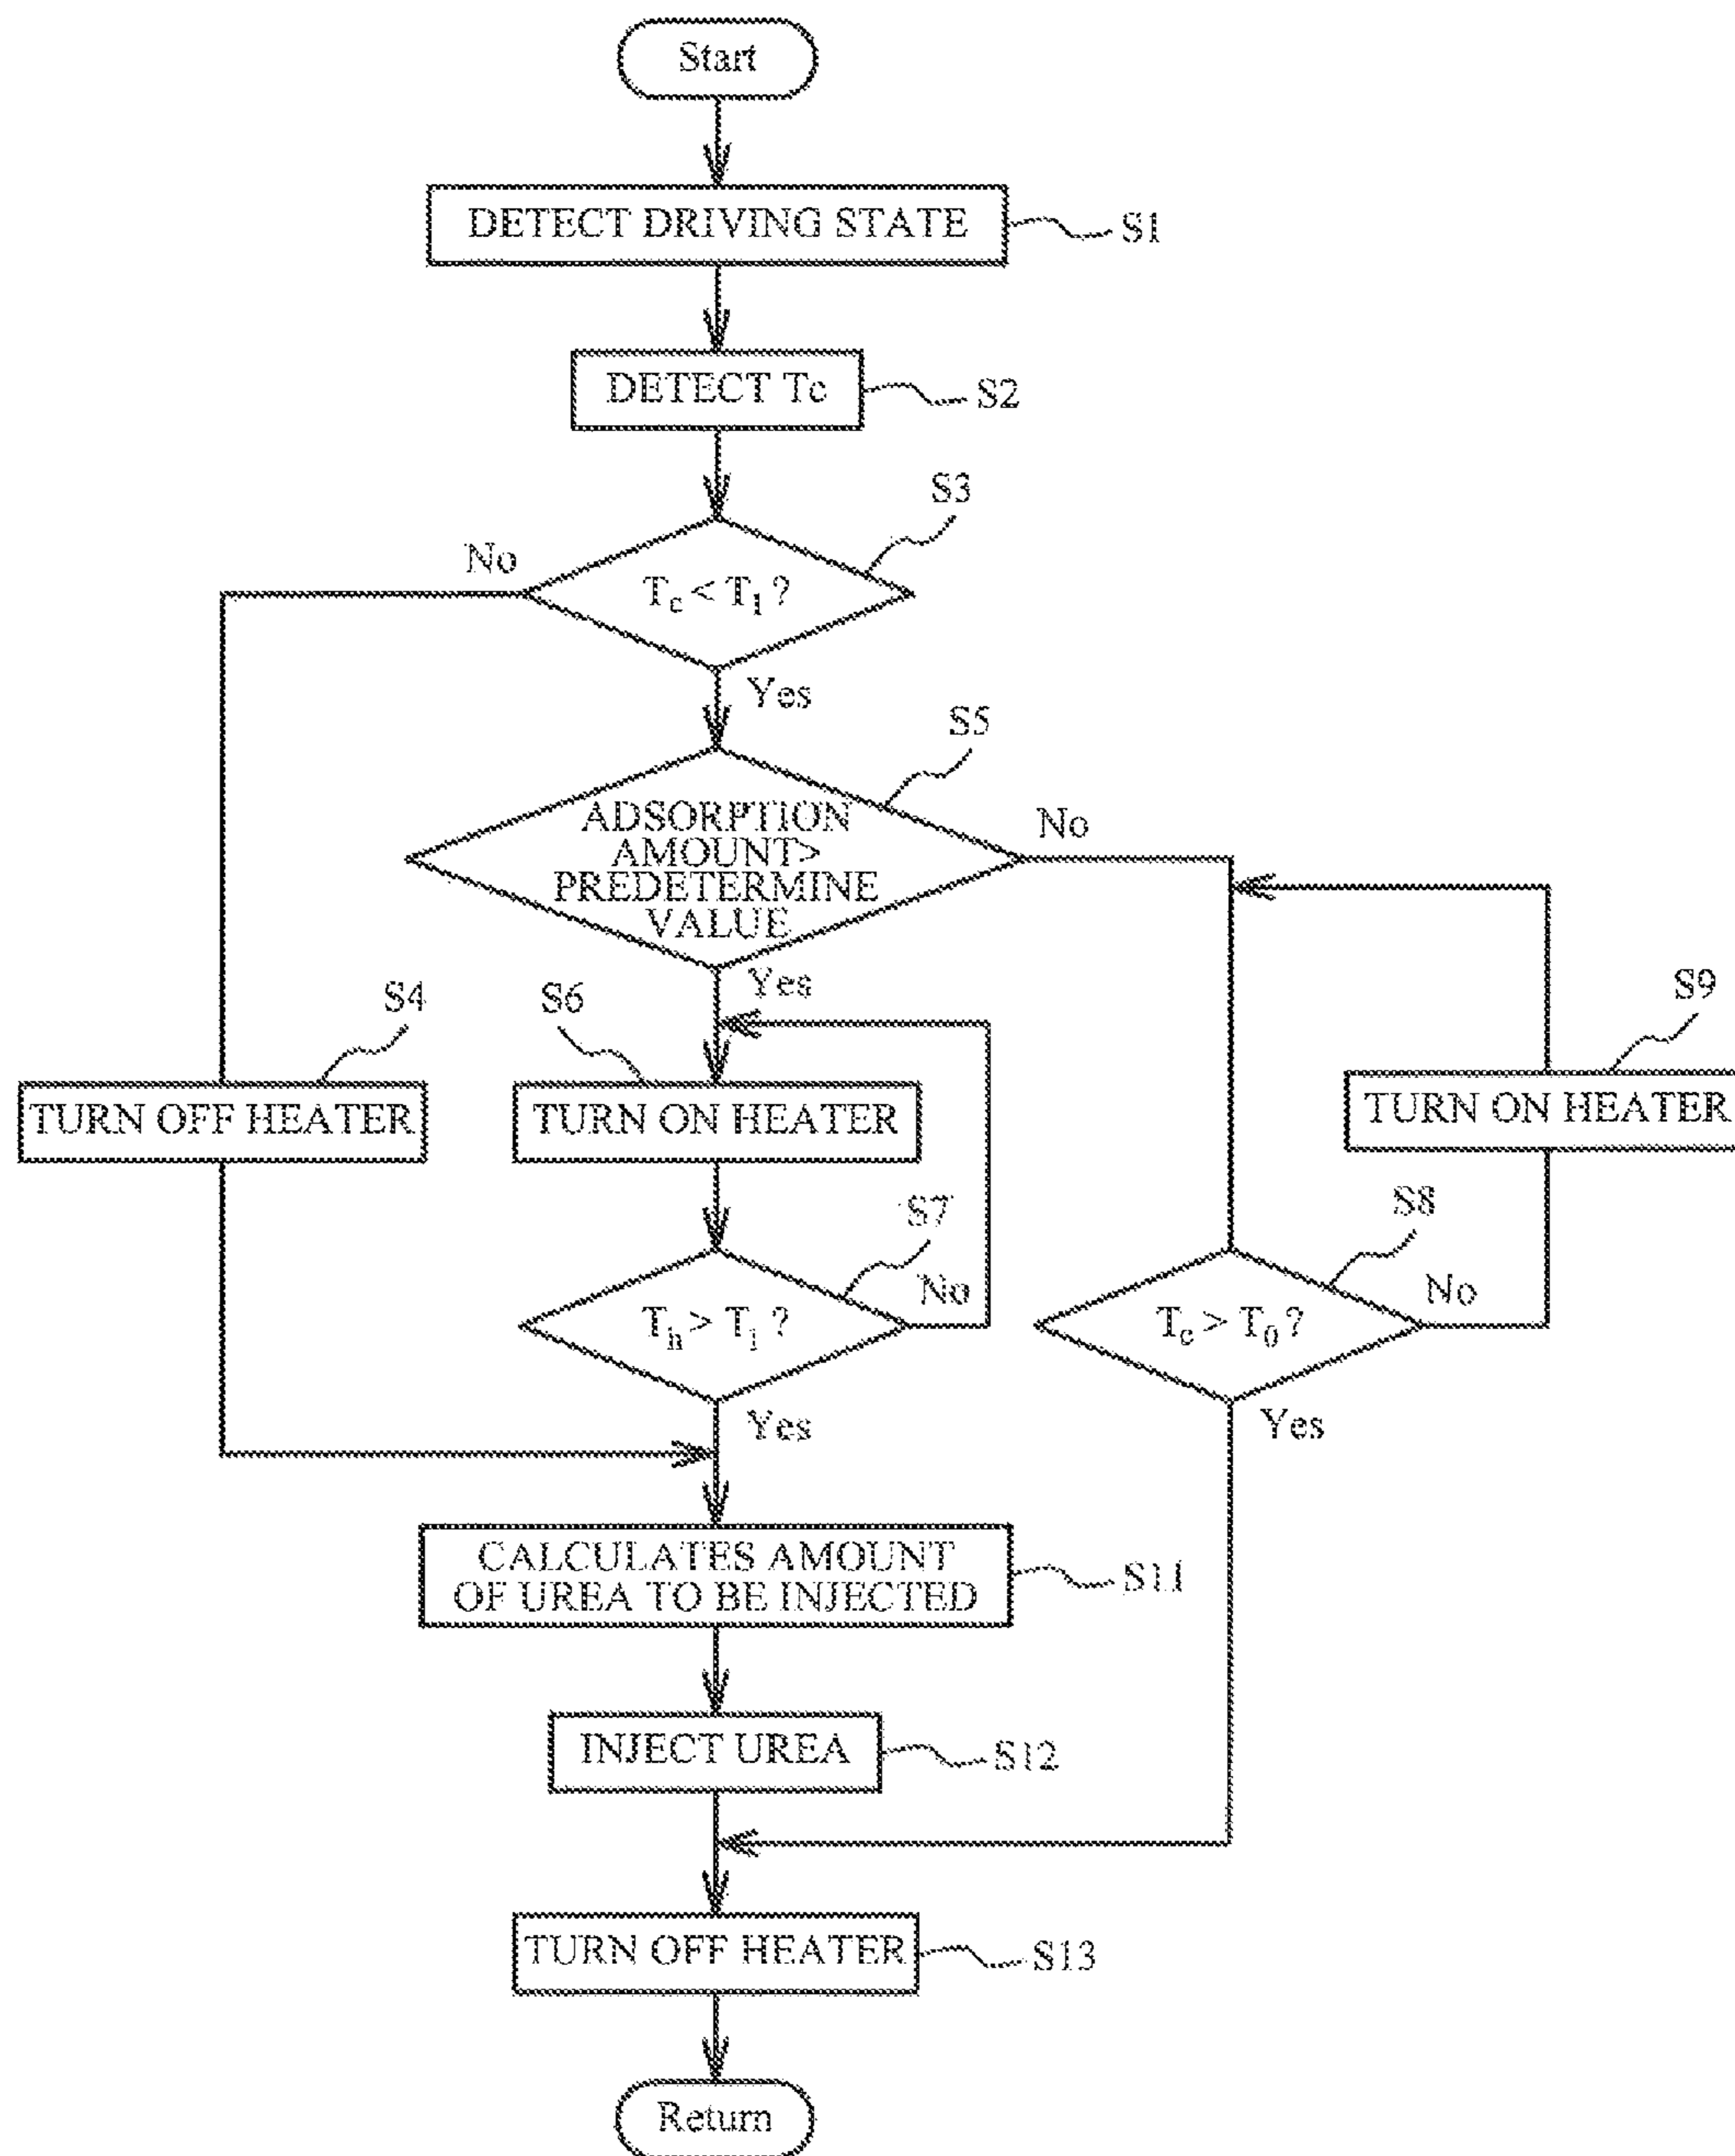 Start
DETECT DRIVING STATE
S1
DETECT Tc
S2
S3
No
Tc < T1 ?
Yes
S5
ADSORPTION
AMOUNT>
PREDETERMINE
VALUE
No
Yes
S4
S6
S9
TURN OFF HEATER
TURN ON HEATER
TURN ON HEATER
S7
S8
Th > T1 ?
No
Tc > T0 ?
No
Yes
Yes
CALCULATES AMOUNT
OF UREA TO BE INJECTED
S11
INJECT UREA
S12
TURN OFF HEATER
S13
Return